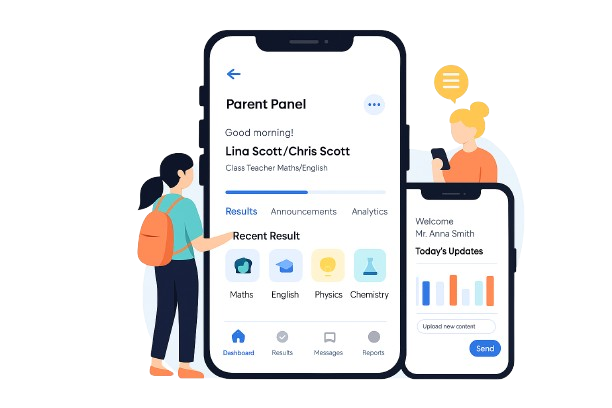 Parent Panel
Good morning!
Lina Scott/Chris Scott
Class Teacher Maths/English
Results Announcements Analytics
Recent Result
Maths English Physics Chemistry
Dashboard Results Messages Reports
Welcome
Mr. Anna Smith
Today's Updates
Upload new content
Send